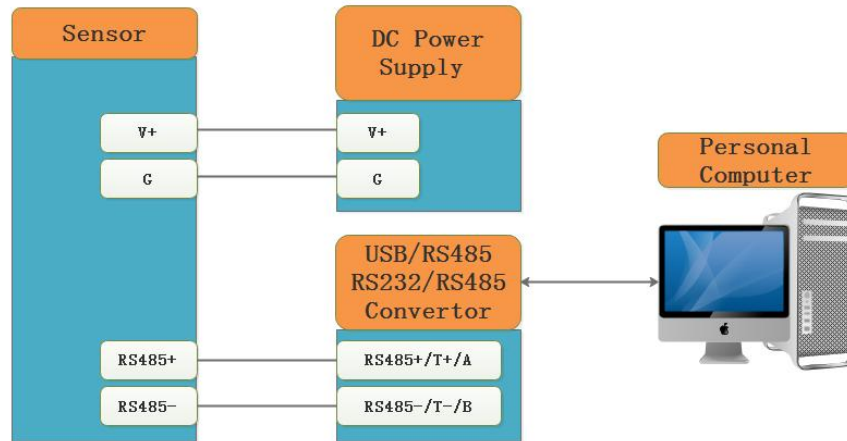 Sensor
V+
G
RS485+
RS485-
DC Power
Supply
V+
G
USB/RS485
RS232/RS485
Convertor
RS485+/T+/A
RS485-/T-/B
Personal
Computer